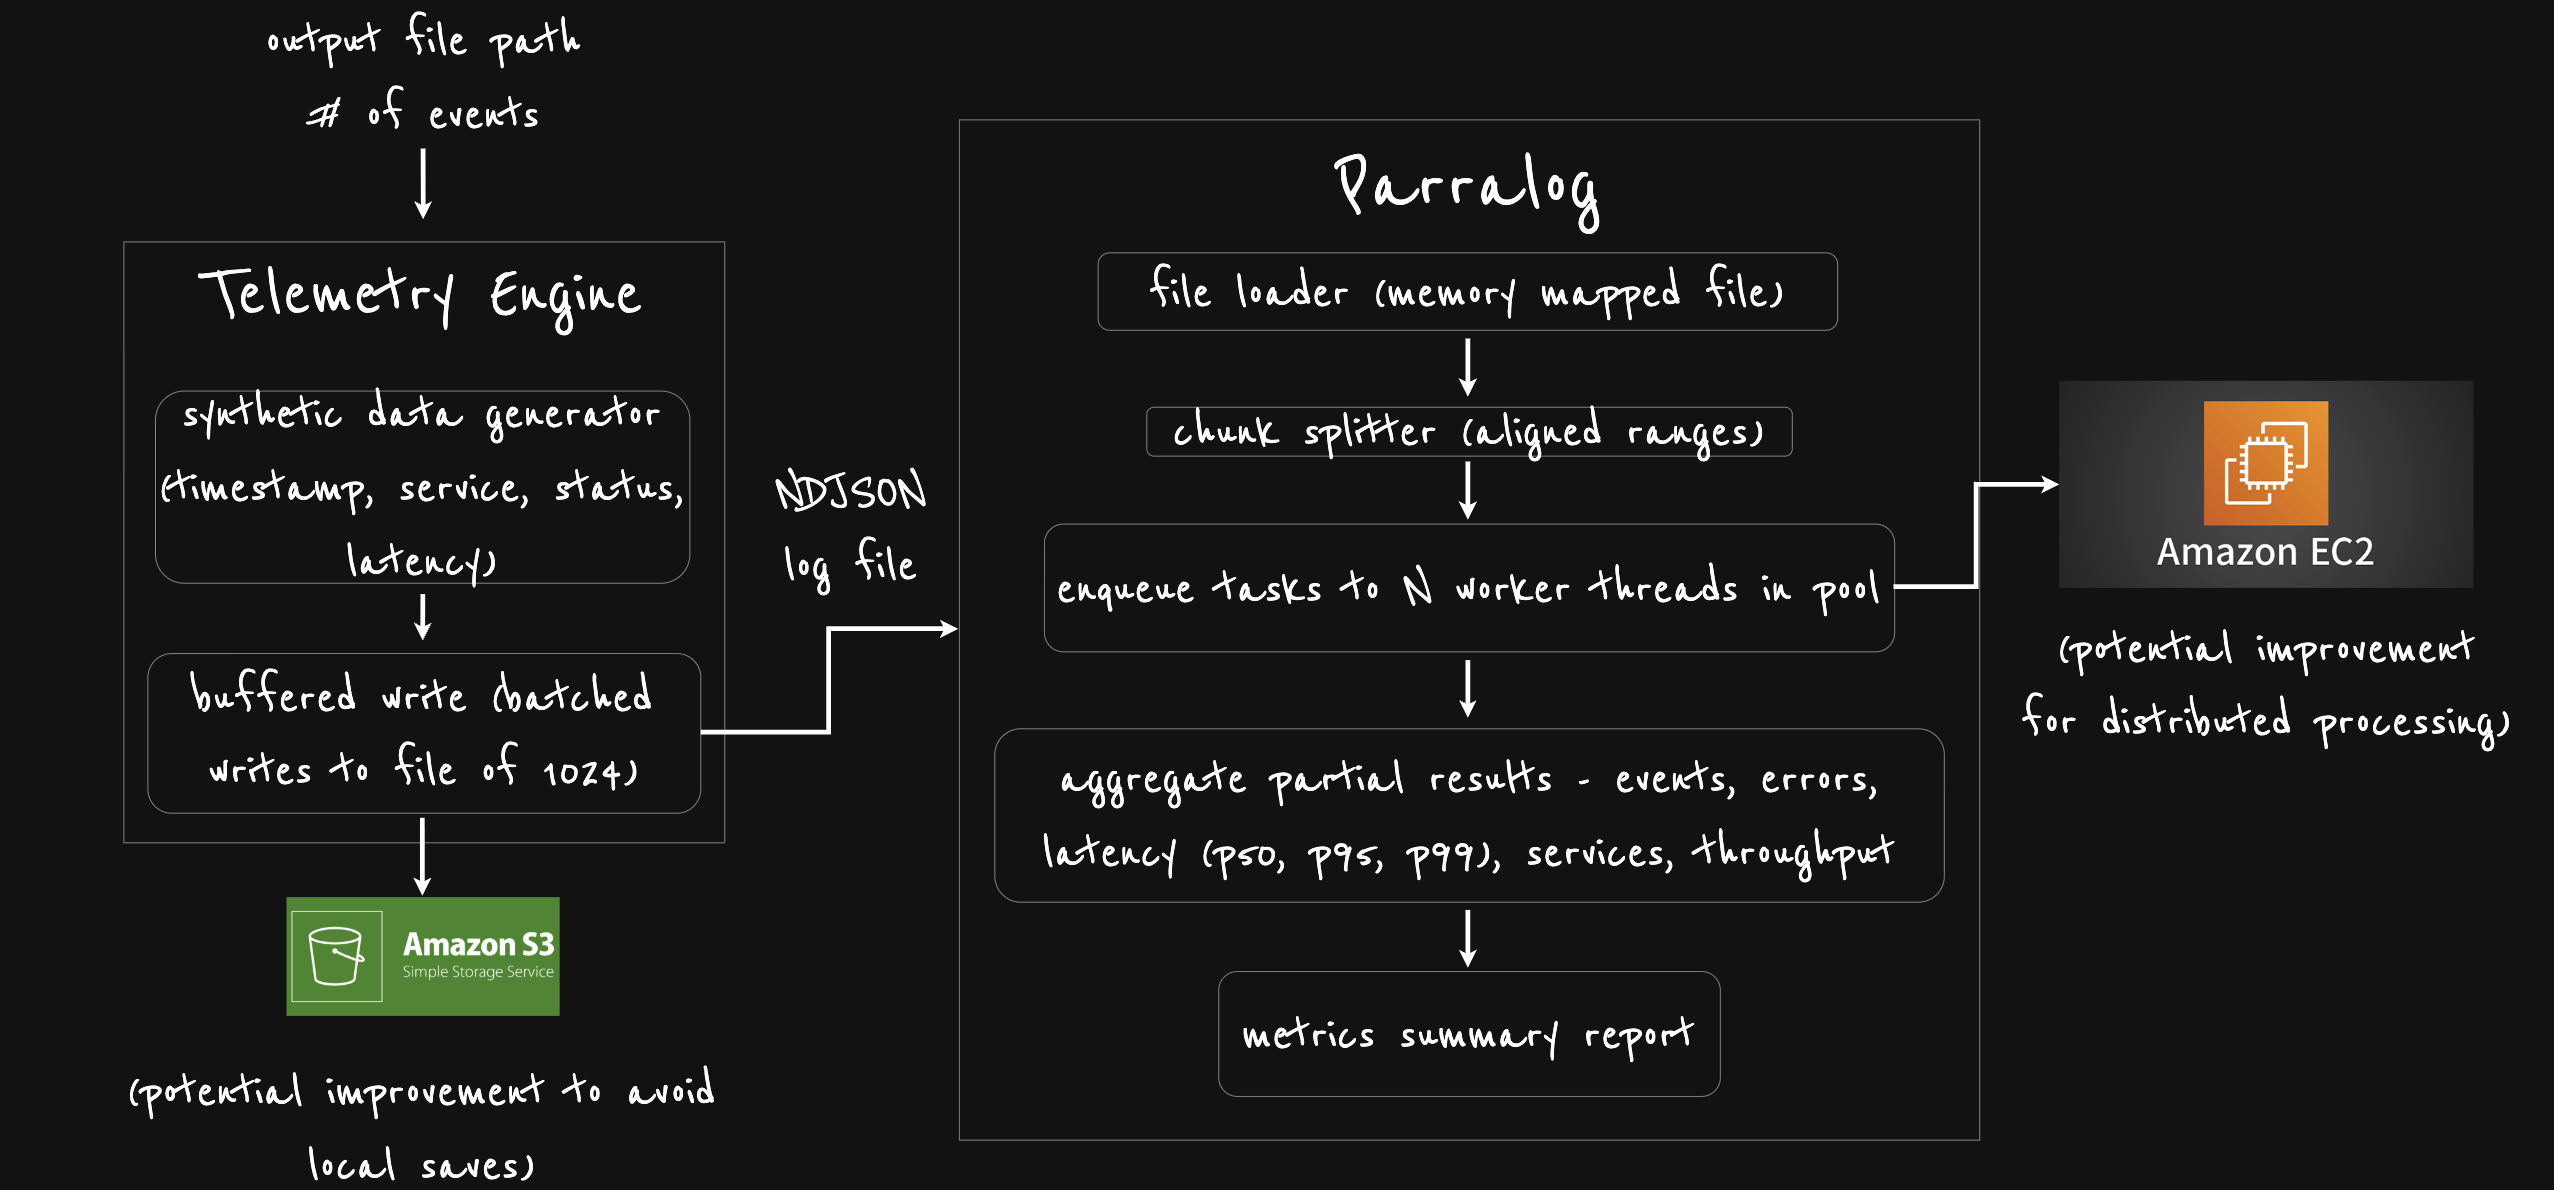 output file path
# of events
Telemetry Engine
synthetic data generator
(timestamp, service, status,
latency)
buffered write (batched
writes to file of 1024)
Amazon S3
Simple Storage Service
(potential improvement to avoid
local saves)
NDJSON
log file
Parralog
file loader (memory mapped file)
chunk splitter (aligned ranges)
enqueue tasks to N worker threads in pool
aggregate partial results - events, errors,
latency (p50, p95, p99), services, throughput
metrics summary report
Amazon EC2
(potential improvement
for distributed processing)